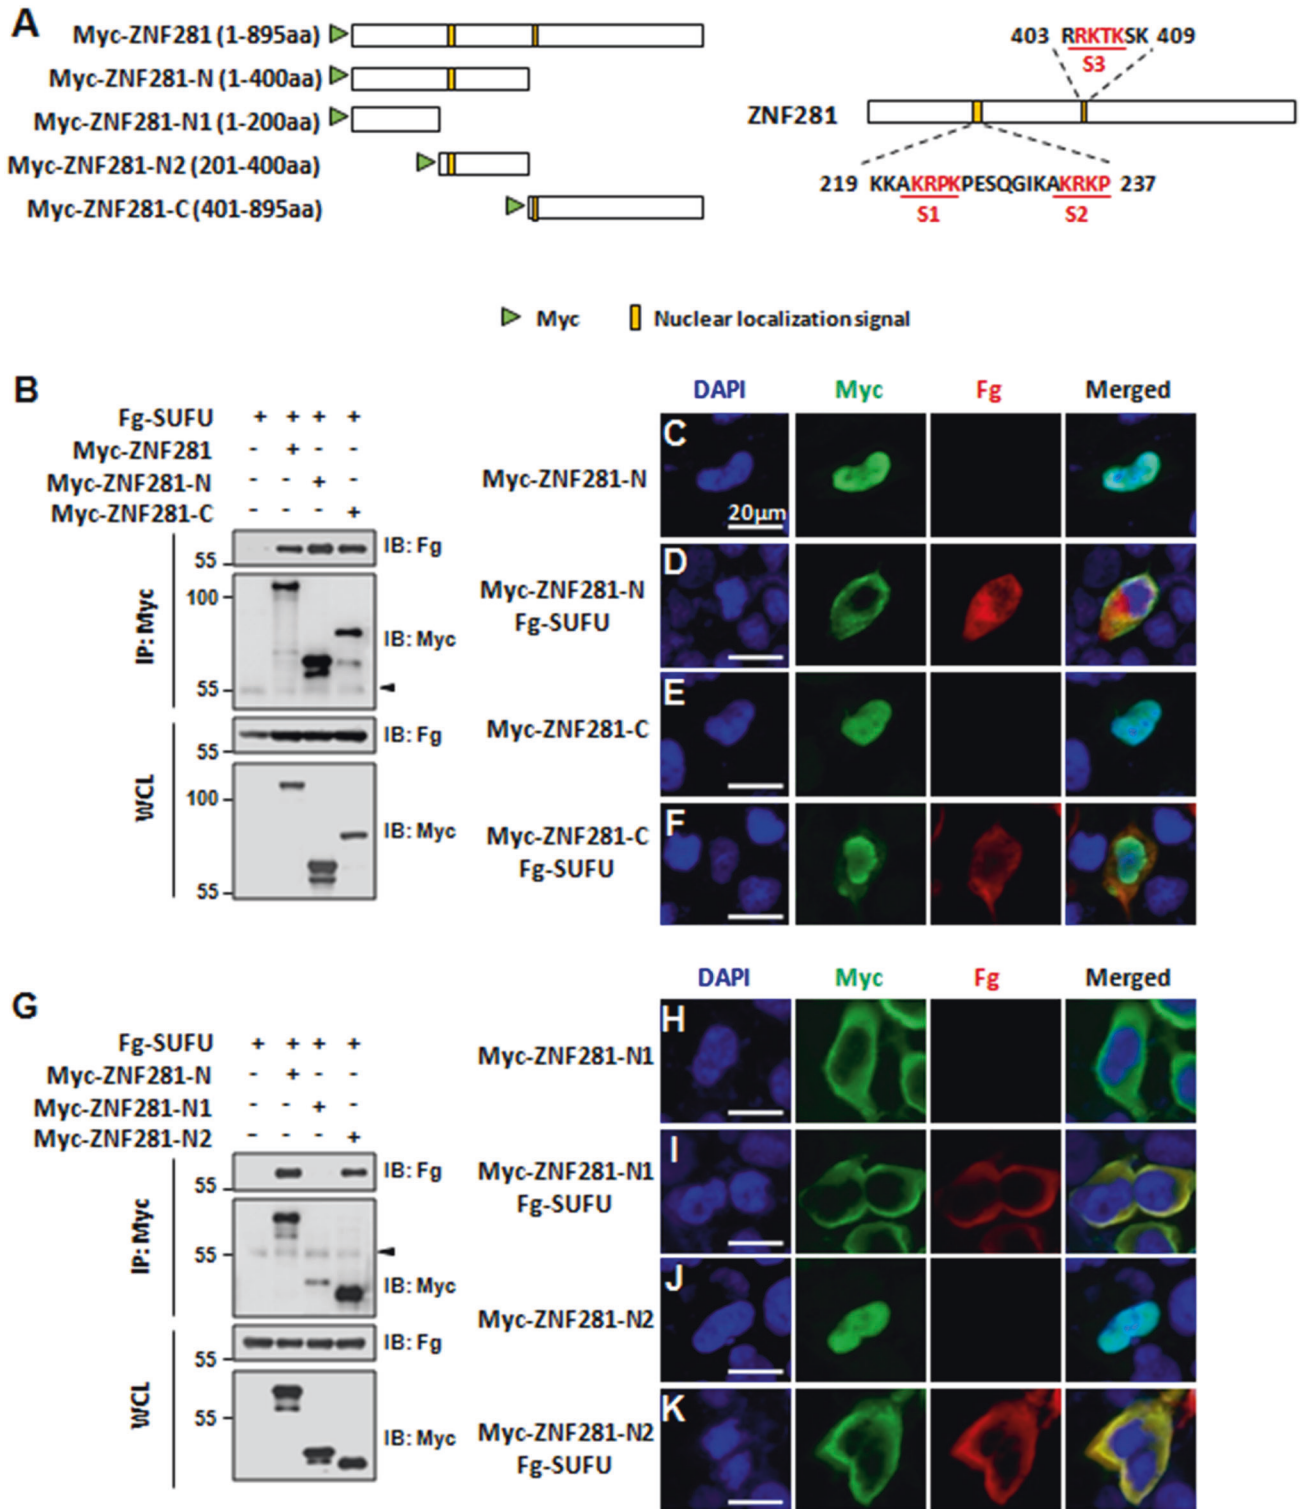 A
Myc-ZNF281 (1-895aa)
Myc-ZNF281-N (1-400aa)
Myc-ZNF281-N1 (1-200aa)
Myc-ZNF281-N2 (201-400aa)
Myc-ZNF281-C (401-895aa)
403 RRKTKSK 409
S3
ZNF281
219 KKAKRPKPESQGIKAKRKP 237
S1 S2
Myc Nuclear localization signal
B
Fg-SUFU + + + +
Myc-ZNF281 - + - -
Myc-ZNF281-N - - + -
Myc-ZNF281-C - - - +
IP: Myc
55
IB: Fg
100
IB: Myc
55
WCL
55
IB: Fg
100
IB: Myc
55
DAPI Myc Fg Merged
C
Myc-ZNF281-N
20µm
D
Myc-ZNF281-N
Fg-SUFU
E
Myc-ZNF281-C
F
Myc-ZNF281-C
Fg-SUFU
G
Fg-SUFU + + + +
Myc-ZNF281-N - + - -
Myc-ZNF281-N1 - - + -
Myc-ZNF281-N2 - - - +
IP: Myc
55
IB: Fg
55
IB: Myc
WCL
55
IB: Fg
55
IB: Myc
DAPI Myc Fg Merged
H
Myc-ZNF281-N1
I
Myc-ZNF281-N1
Fg-SUFU
J
Myc-ZNF281-N2
K
Myc-ZNF281-N2
Fg-SUFU